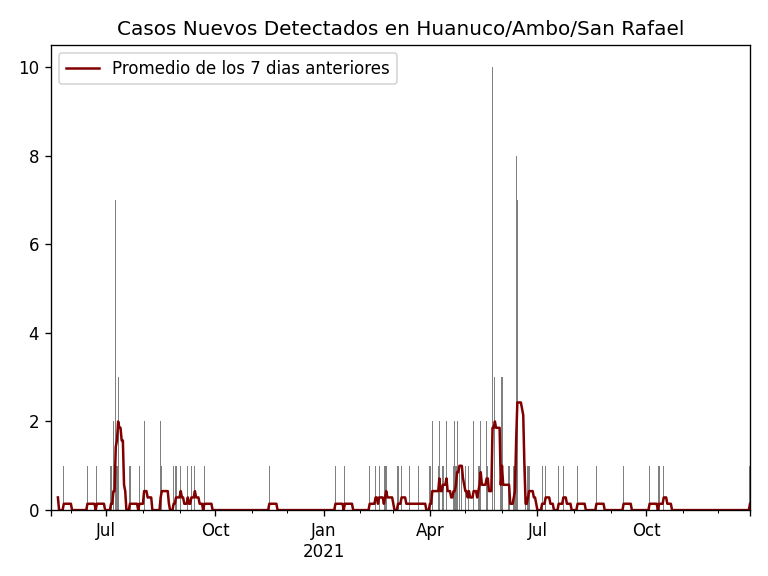 Casos Nuevos Detectados en Huanuco/Ambo/San Rafael
Promedio de los 7 dias anteriores
10
8
6
4
2
0
Jul
Oct
Jan
2021
Apr
Jul
Oct